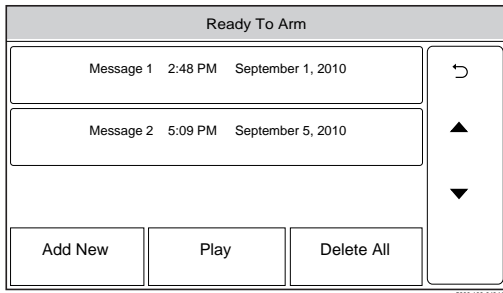 Ready To Arm
Message 1 2:48 PM September 1, 2010
Message 2 5:09 PM September 5, 2010
Add New
Play
Delete All